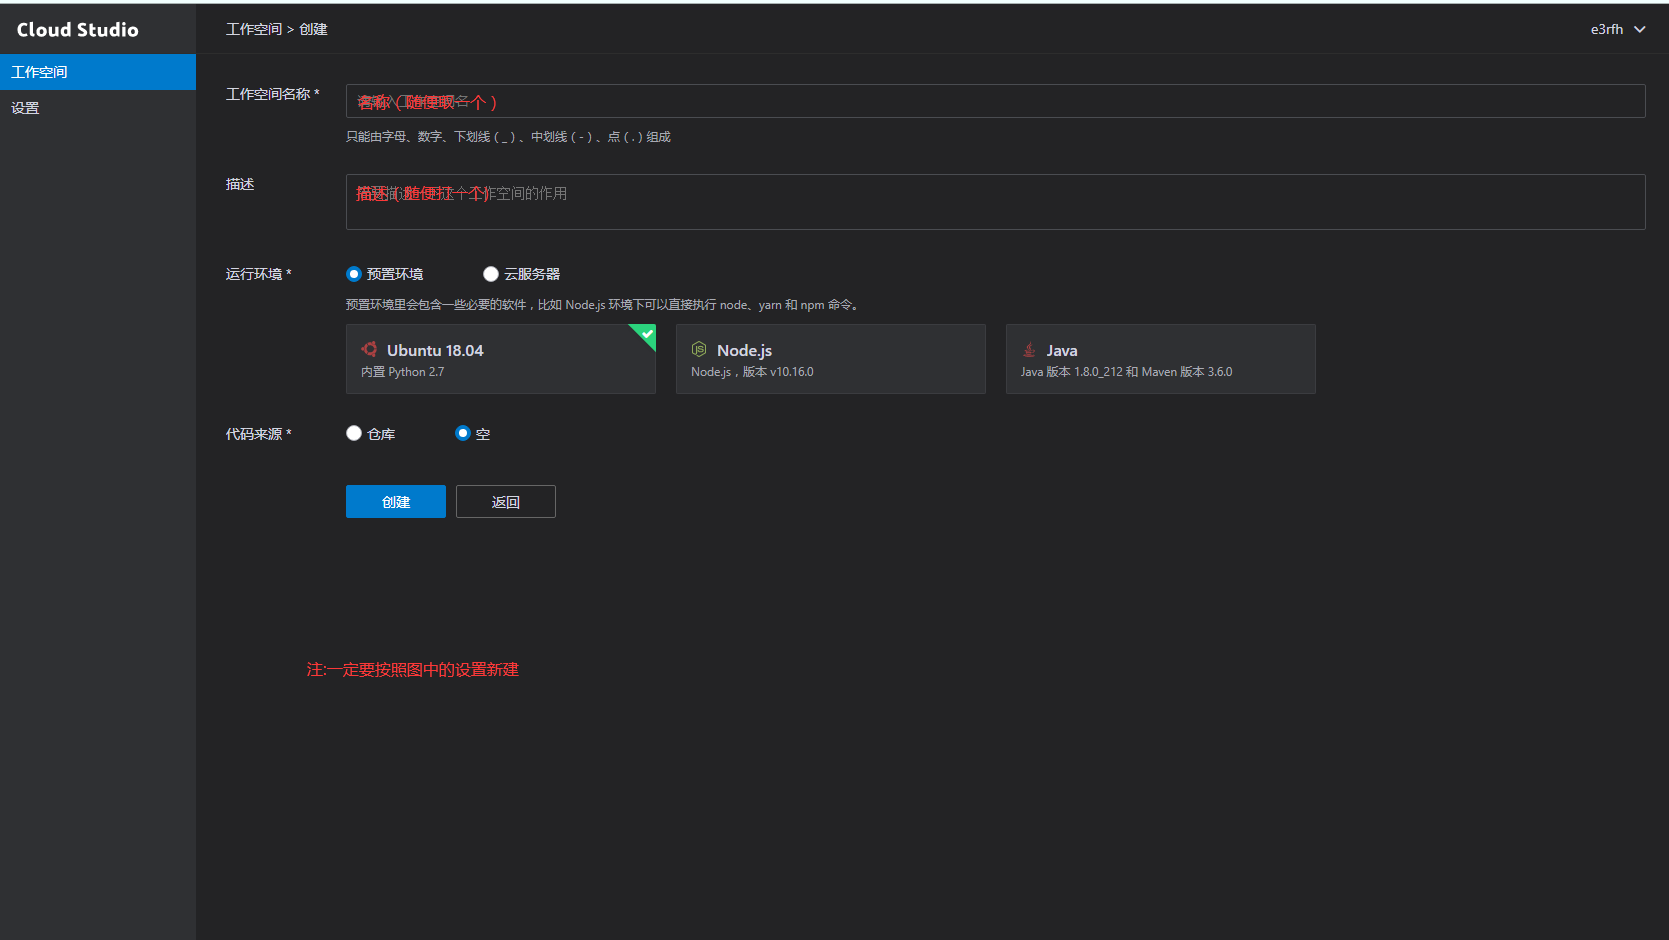 Cloud Studio
工作空间 > 创建
e3rfh
工作空间
设置
工作空间名称 *
名称（随便取一个）
只能由字母、数字、下划线 ( _ ) 、中划线 ( - ) 、点 ( . ) 组成
描述
描述（随便打一个） 作空间的作用
运行环境 *
预置环境
云服务器
预置环境里会包含一些必要的软件，比如 Node.js 环境下可以直接执行 node、yarn 和 npm 命令。
Ubuntu 18.04
内置 Python 2.7
Node.js
Node.js，版本 v10.16.0
Java
Java 版本 1.8.0_212 和 Maven 版本 3.6.0
代码来源 *
仓库
空
创建
返回
注:一定要按照图中的设置新建